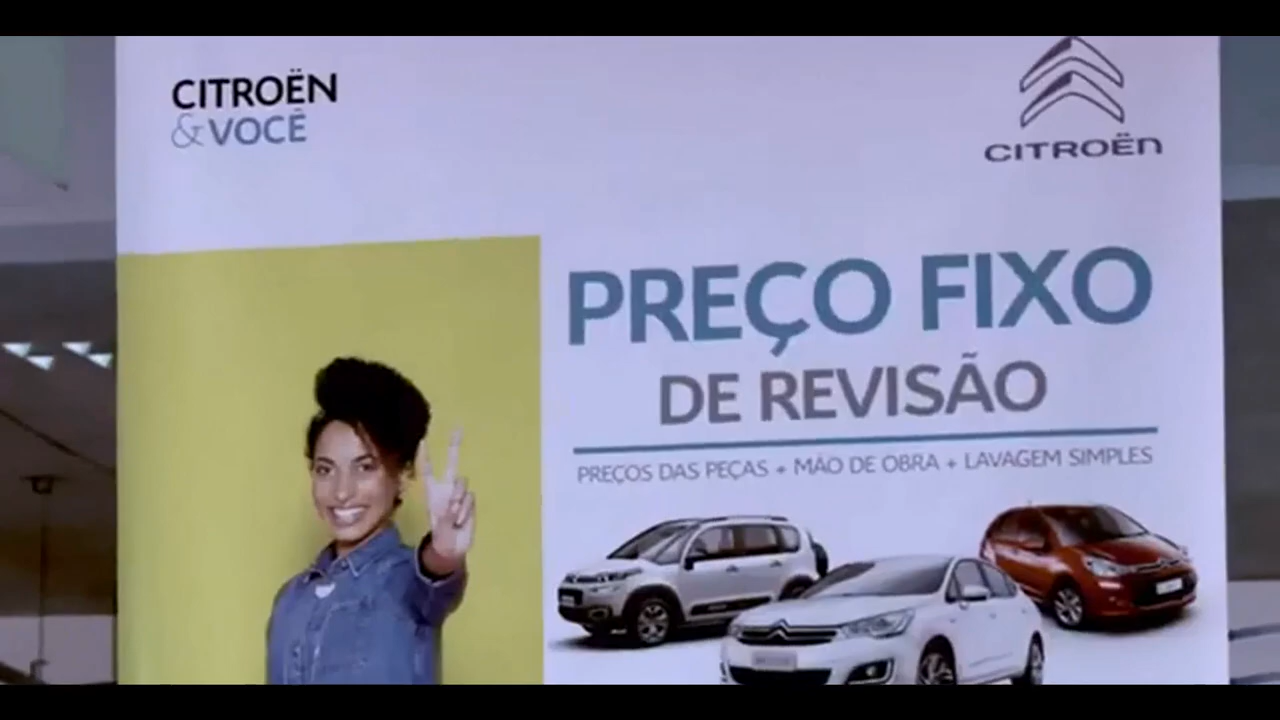 CITROËN
&VOCÊ
CITROËN
PREÇO FIXO
DE REVISÃO
PREÇOS DAS PEÇAS + MÃO DE OBRA + LAVAGEM SIMPLES